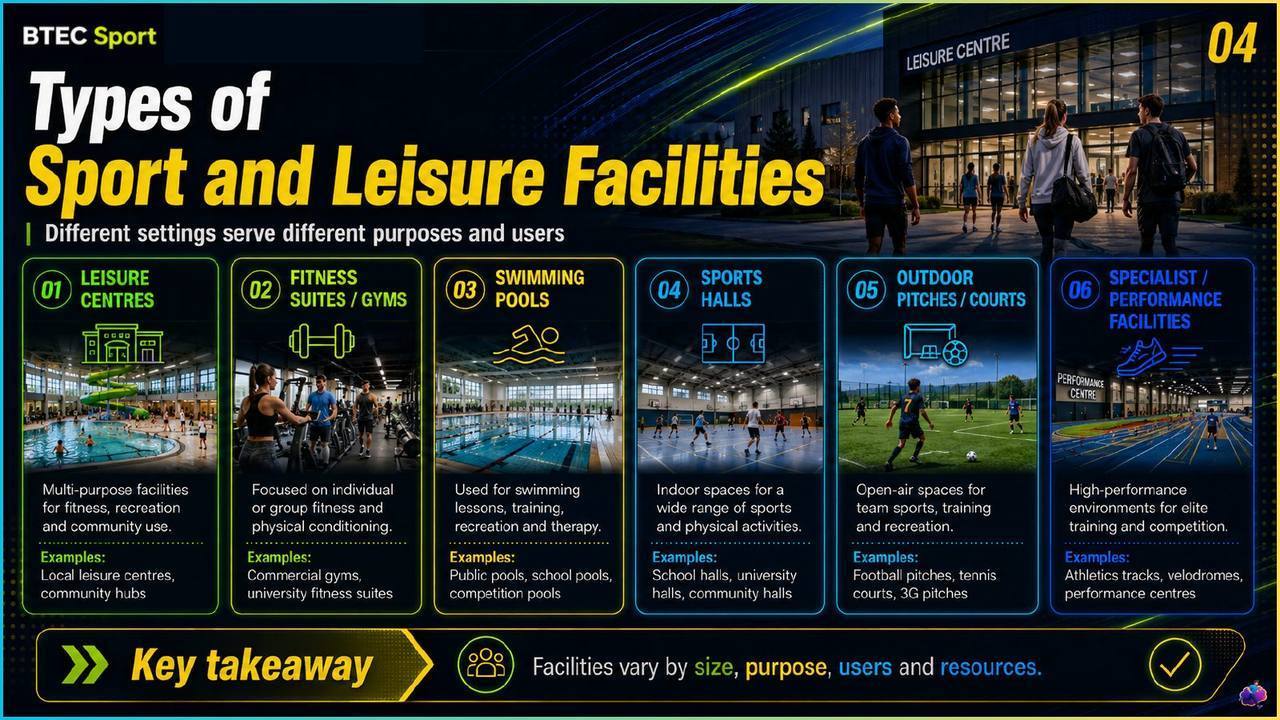 BTEC Sport
04
LEISURE CENTRE
Types of
Sport and Leisure Facilities
Different settings serve different purposes and users
01
LEISURE
CENTRES
Multi-purpose facilities
for fitness, recreation
and community use.
Examples:
Local leisure centres,
community hubs
02
FITNESS
SUITES / GYMS
Focused on individual
or group fitness and
physical conditioning.
Examples:
Commercial gyms,
university fitness suites
03
SWIMMING
POOLS
Used for swimming
lessons, training,
recreation and therapy.
Examples:
Public pools, school pools,
competition pools
04
SPORTS
HALLS
Indoor spaces for a
wide range of sports
and physical activities.
Examples:
School halls, university
halls, community halls
05
OUTDOOR
PITCHES / COURTS
7
Open-air spaces for
team sports, training
and recreation.
Examples:
Football pitches, tennis
courts, 3G pitches
06
SPECIALIST /
PERFORMANCE
FACILITIES
PERFORMANCE
CENTRE
High-performance
environments for elite
training and competition.
Examples:
Athletics tracks, velodromes,
performance centres
Key takeaway
Facilities vary by size, purpose, users and resources.